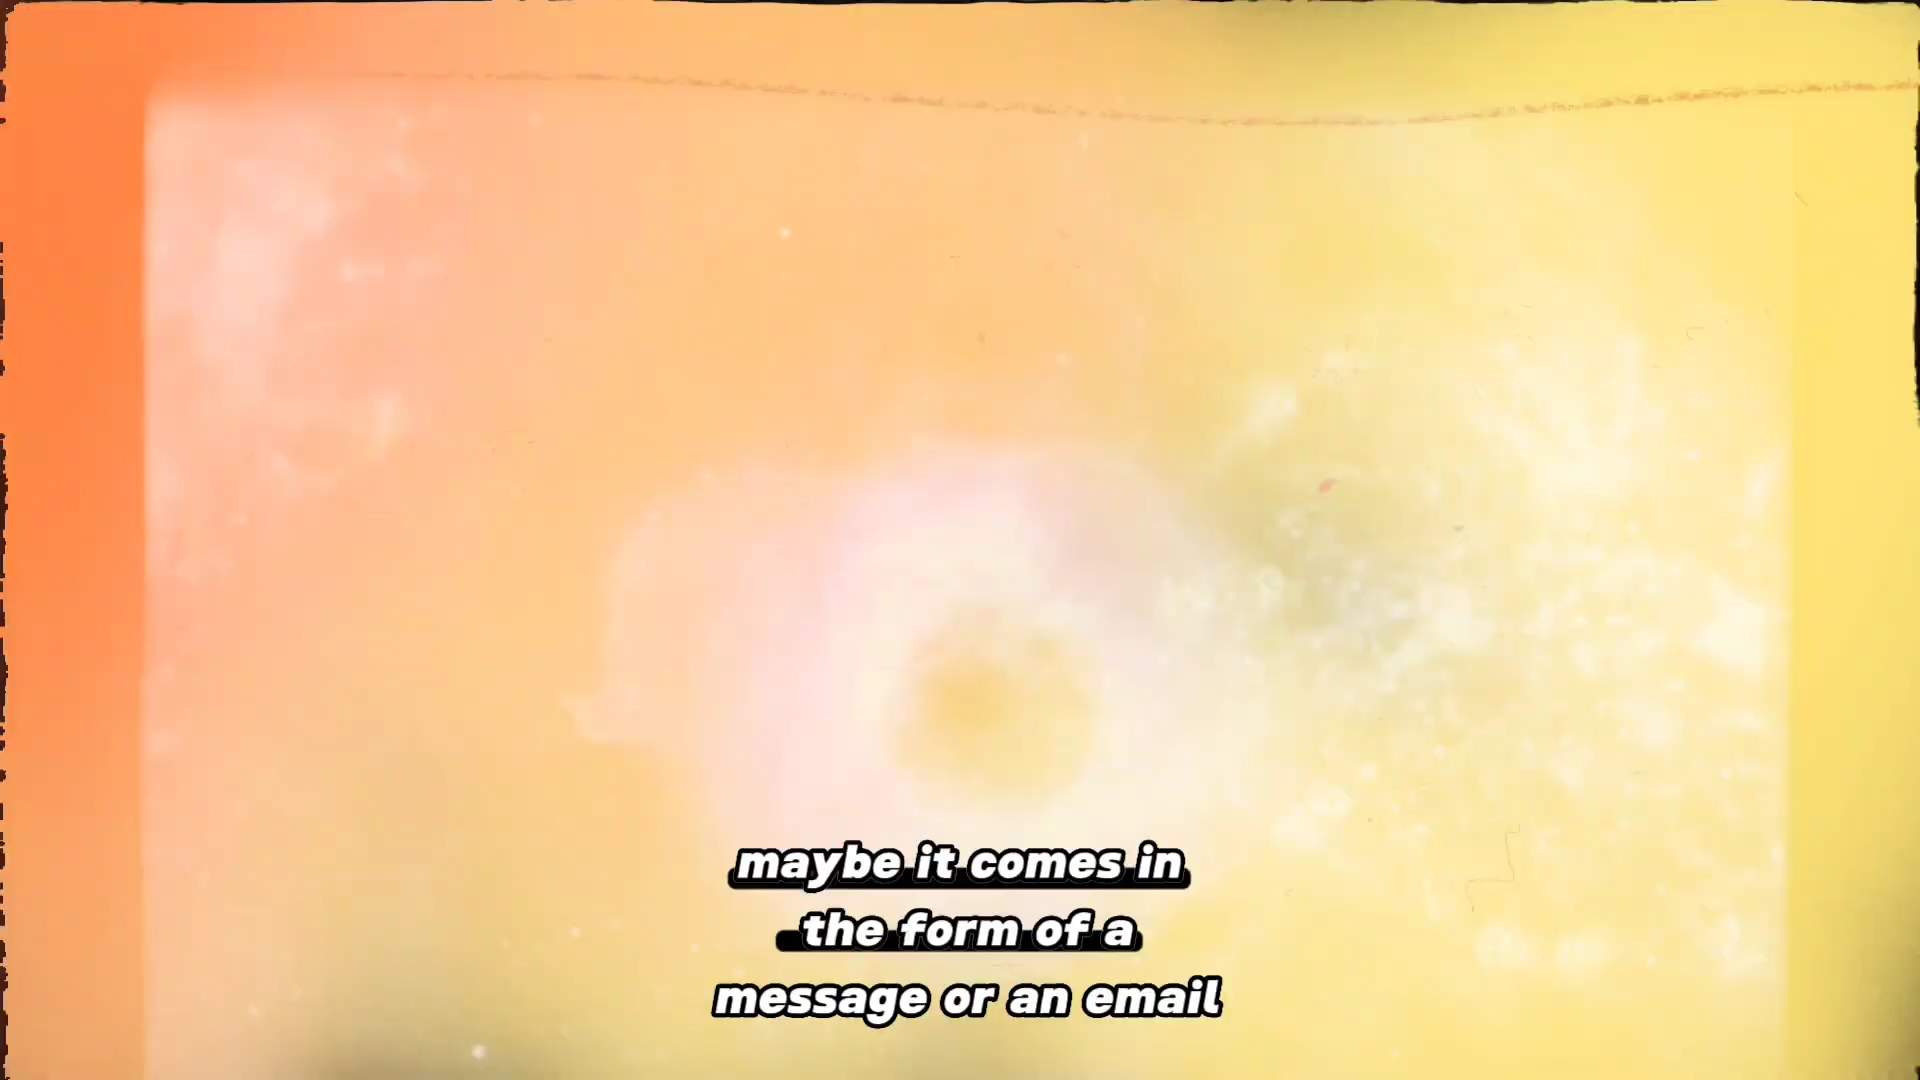 maybe it comes in
the form of a
message or an email